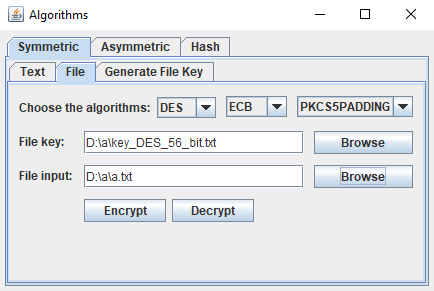 Algorithms
Symmetric Asymmetric Hash
Text File Generate File Key
Choose the algorithms: DES ECB PKCS5PADDING
File key: D:\a\key_DES_56_bit.txt Browse
File input: D:\a\a.txt Browse
Encrypt Decrypt